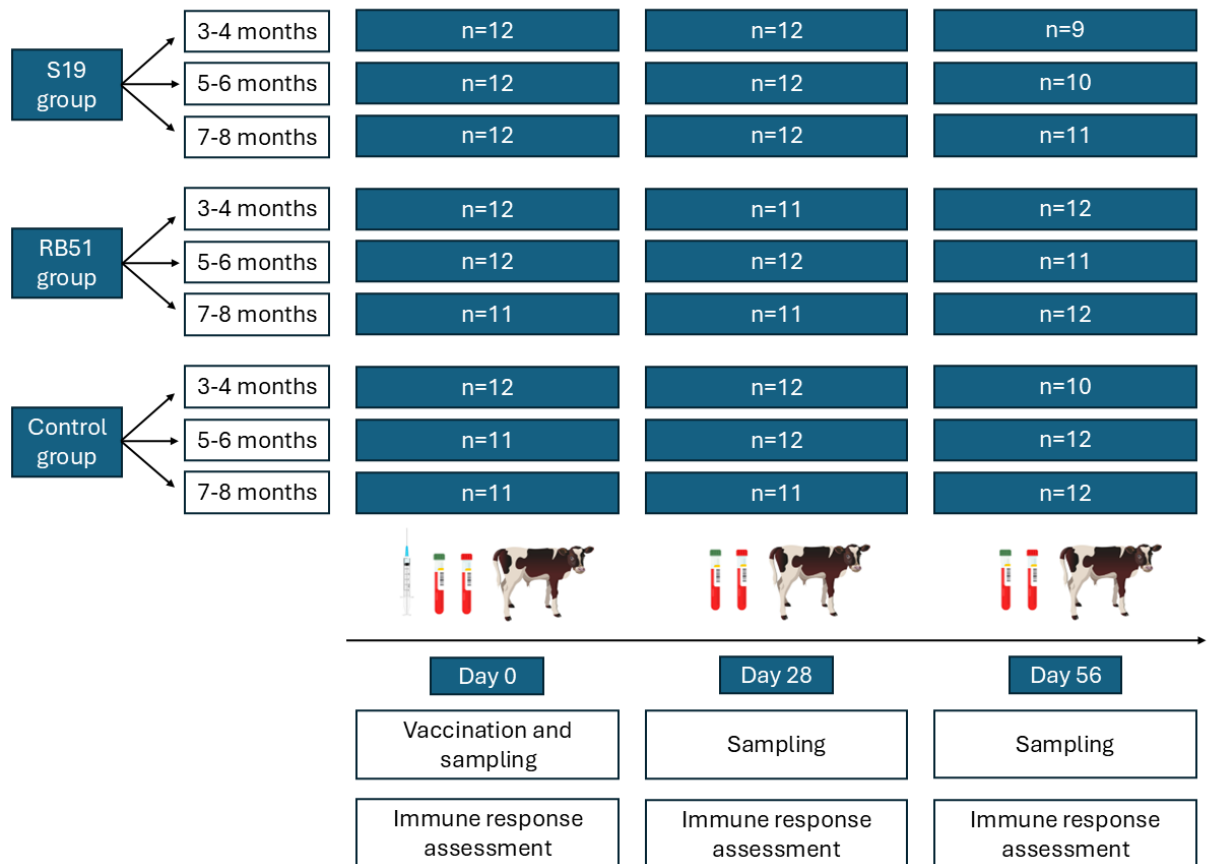 S19
group
3-4 months
n=12
n=12
n=9
5-6 months
n=12
n=12
n=10
7-8 months
n=12
n=12
n=11
RB51
group
3-4 months
n=12
n=11
n=12
5-6 months
n=12
n=12
n=11
7-8 months
n=11
n=11
n=12
Control
group
3-4 months
n=12
n=12
n=10
5-6 months
n=11
n=12
n=12
7-8 months
n=11
n=11
n=12
Day 0
Day 28
Day 56
Vaccination and
sampling
Sampling
Sampling
Immune response
assessment
Immune response
assessment
Immune response
assessment